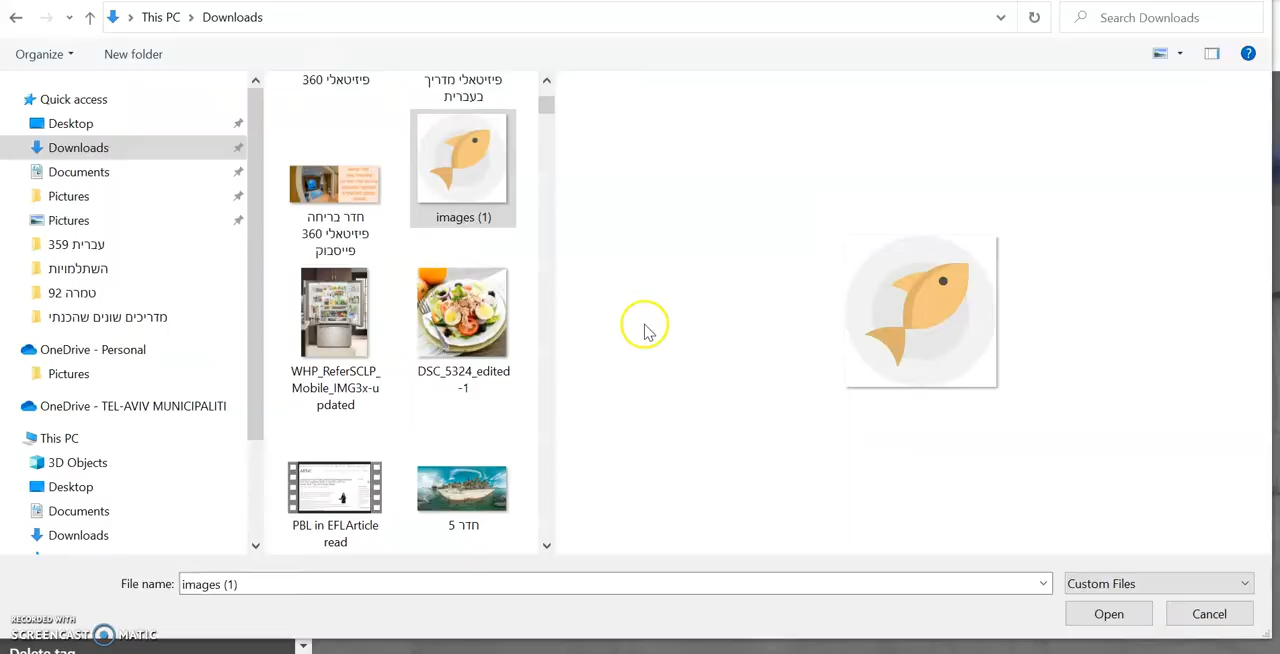 This PC
Downloads
Search Downloads
Organize
New folder
Quick access
Desktop
Downloads
Documents
Pictures
Pictures
עברית 359
השתלמויות
טמרה 92
מדריכים שונים שהכנתי
OneDrive - Personal
Pictures
OneDrive - TEL-AVIV MUNICIPALITI
This PC
3D Objects
Desktop
Documents
Downloads
פיזיטאלי 360
פיזיטאלי מדריך
בעברית
חדר בריחה
פיזיטאלי 360
פייסבוק
images (1)
WHP_ReferSCLP_
Mobile_IMG3x-u
pdated
DSC_5324_edited
-1
PBL in EFLArticle
read
חדר 5
File name:
images (1)
Custom Files
Open
Cancel
RECORDED WITH
SCREENCAST MATIC
Delete tag